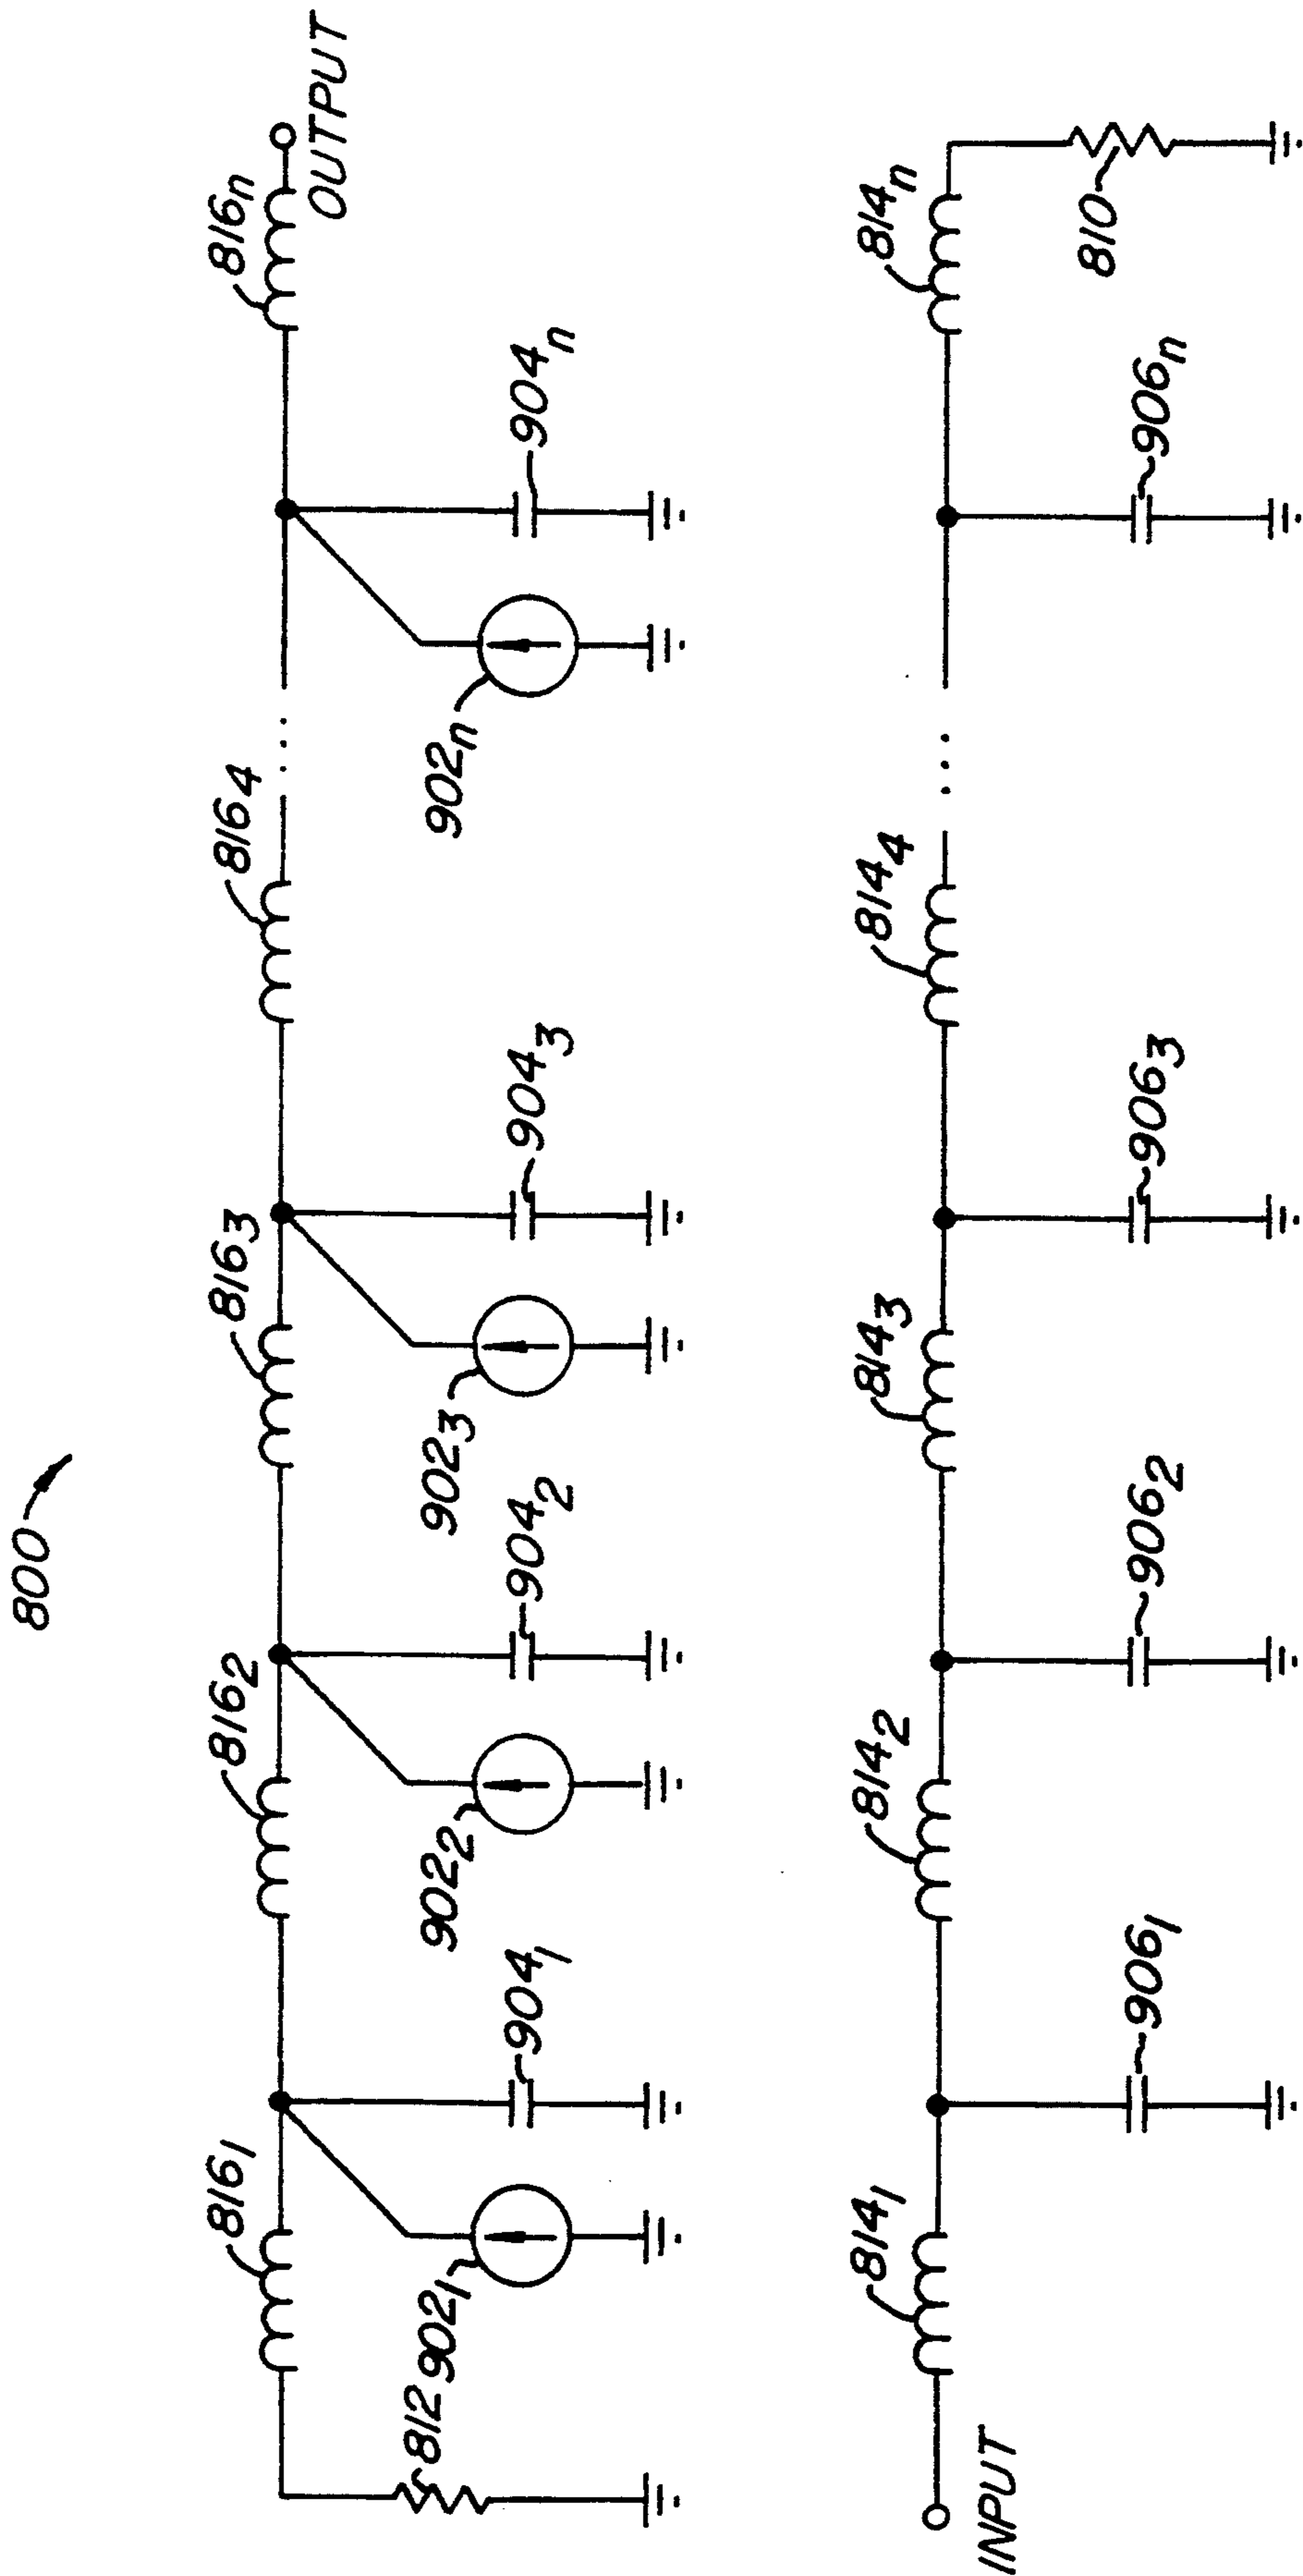 800
816₁
816₂
816₃
816₄
816ₙ
OUTPUT
812
902₁
904₁
902₂
904₂
902₃
904₃
902ₙ
904ₙ
814₁
814₂
814₃
814₄
814ₙ
INPUT
906₁
906₂
906₃
906ₙ
810